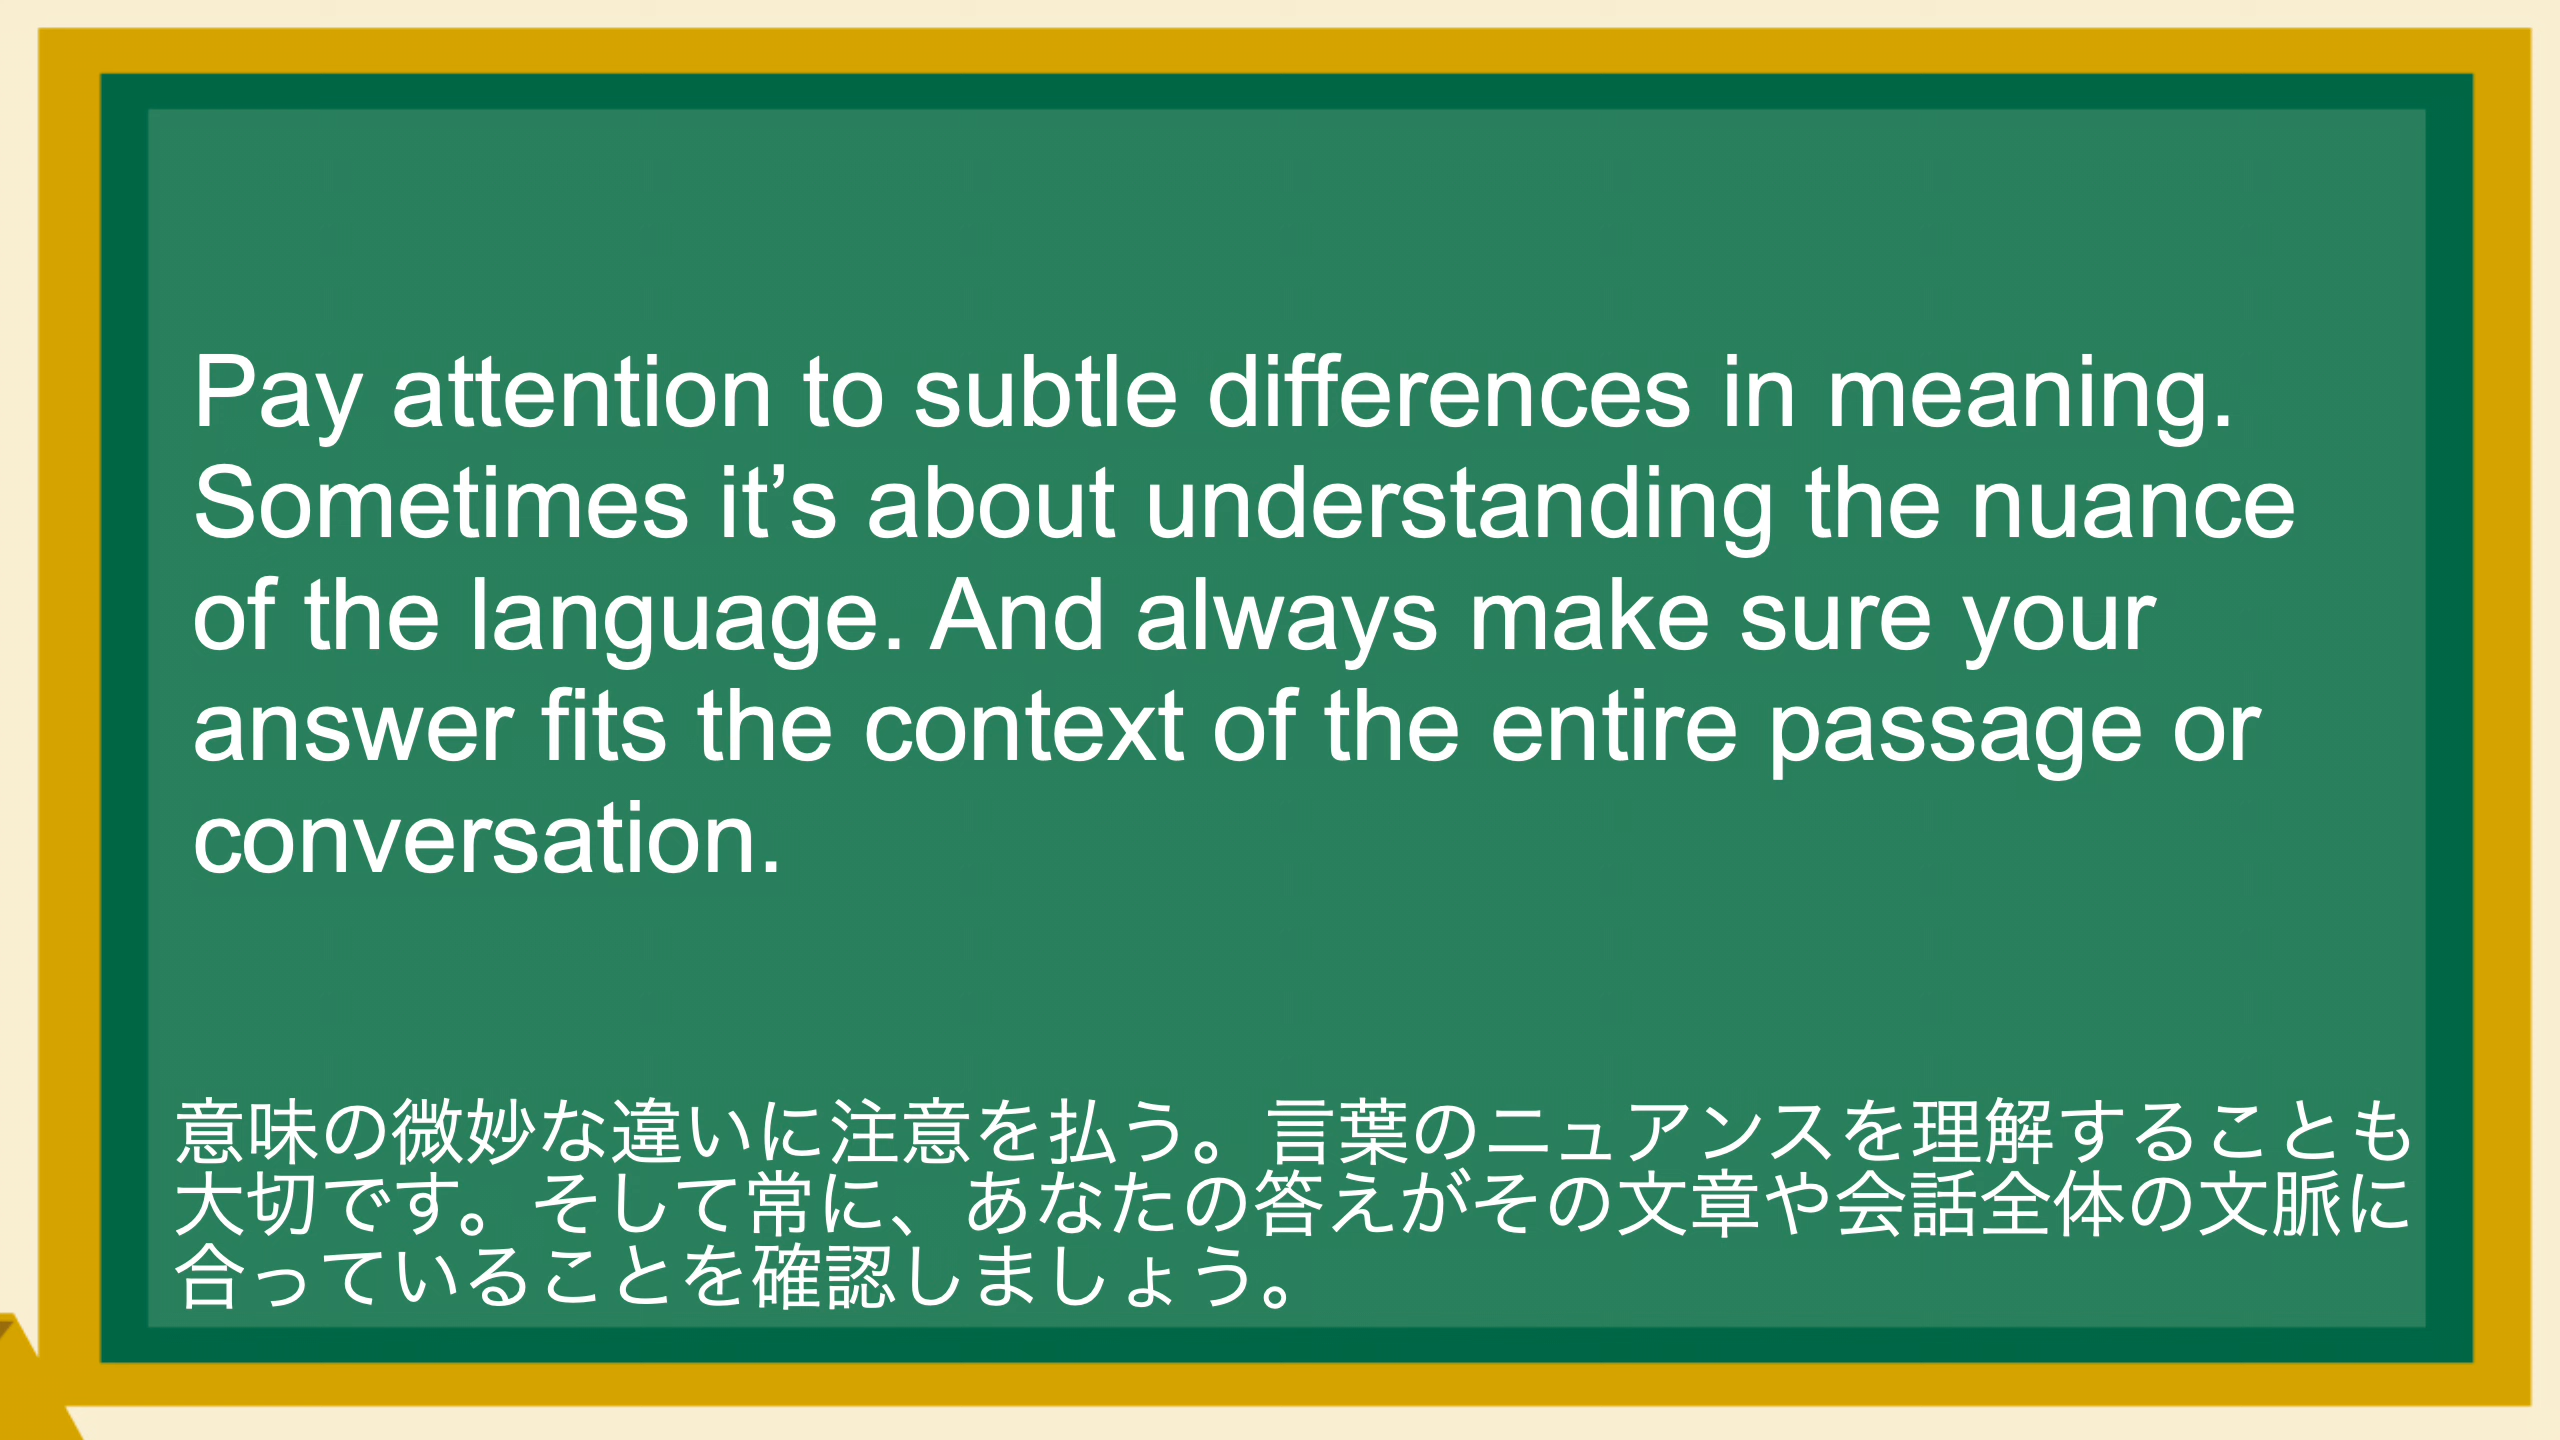 Pay attention to subtle differences in meaning.
Sometimes it’s about understanding the nuance
of the language. And always make sure your
answer fits the context of the entire passage or
conversation.
意味の微妙な違いに注意を払う。言葉のニュアンスを理解することも
大切です。そして常に、あなたの答えがその文章や会話全体の文脈に
合っていることを確認しましょう。